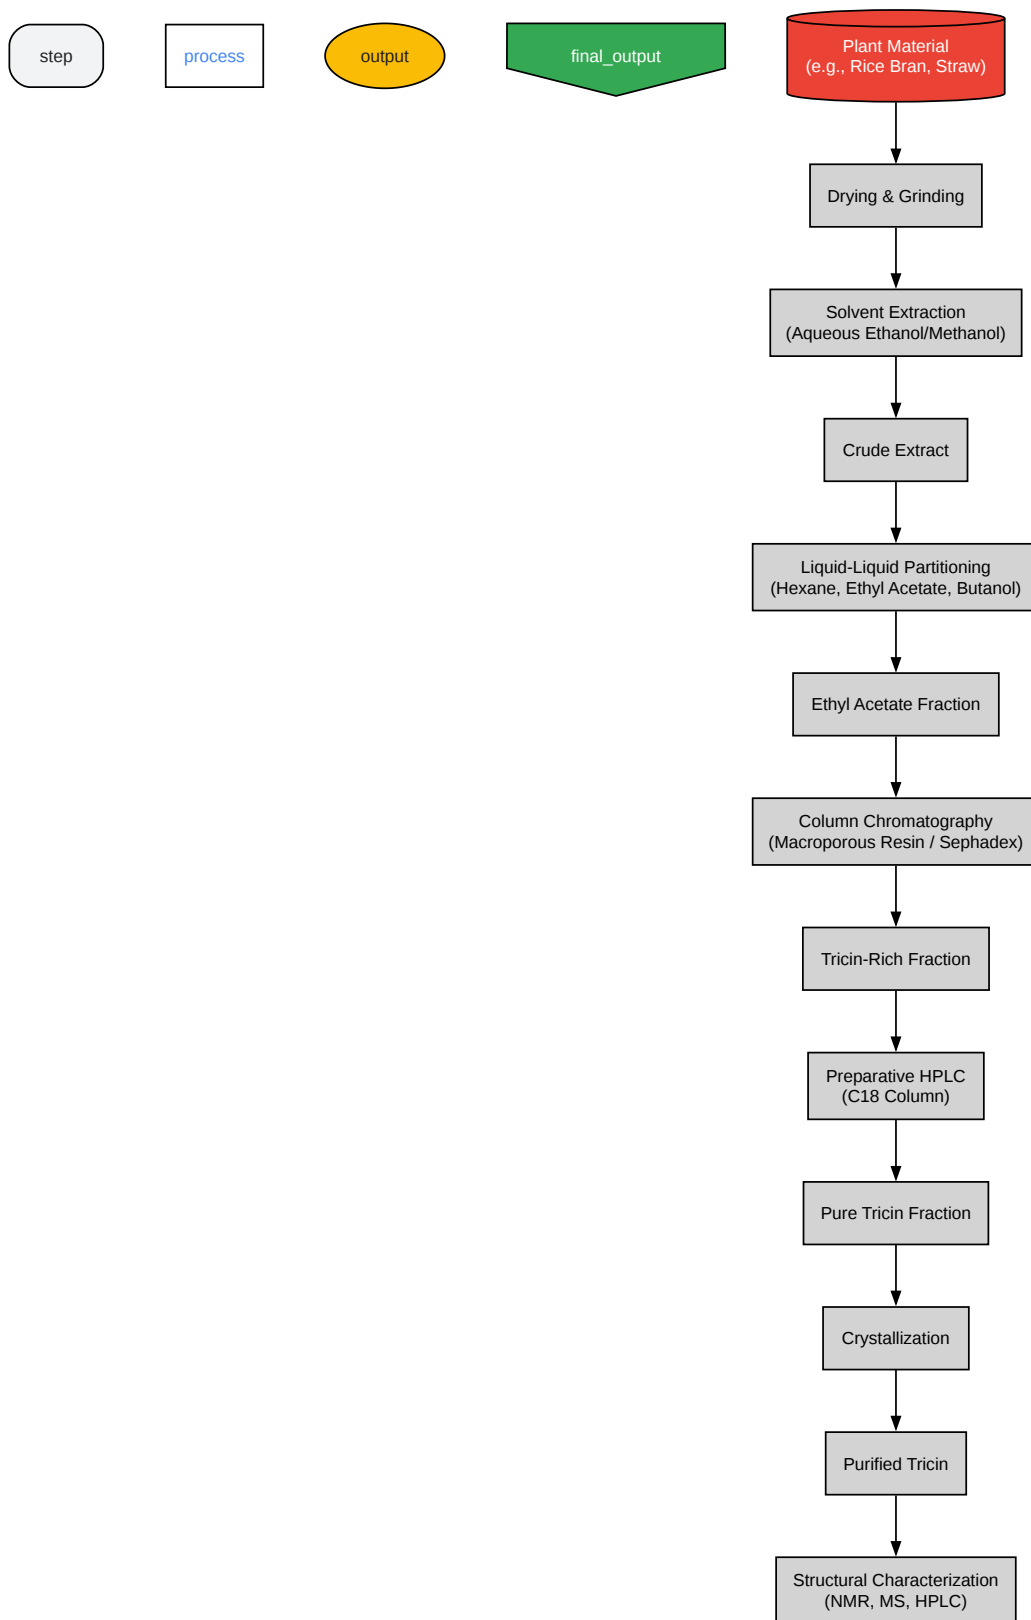 step
process
output
final_output
Plant Material
(e.g., Rice Bran, Straw)
Drying & Grinding
Solvent Extraction
(Aqueous Ethanol/Methanol)
Crude Extract
Liquid-Liquid Partitioning
(Hexane, Ethyl Acetate, Butanol)
Ethyl Acetate Fraction
Column Chromatography
(Macroporous Resin / Sephadex)
Tricin-Rich Fraction
Preparative HPLC
(C18 Column)
Pure Tricin Fraction
Crystallization
Purified Tricin
Structural Characterization
(NMR, MS, HPLC)